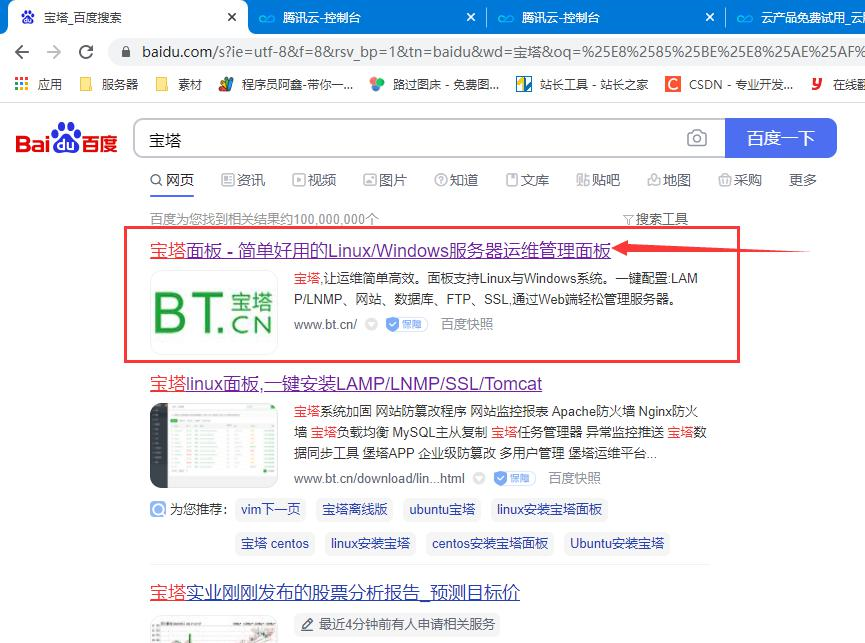 宝塔_百度搜索
腾讯云-控制台
腾讯云-控制台
云产品免费试用_云服
baidu.com/s?ie=utf-8&f=8&rsv_bp=1&tn=baidu&wd=宝塔&oq=%25E8%2585%25BE%25E8%25AE%25AF%
应用 服务器 素材 程序员阿鑫-带你一... 路过图床 - 免费图... 站长工具 - 站长之家 CSDN - 专业开发... 在线翻
Bai du 百度
宝塔
百度一下
网页 资讯 视频 图片 知道 文库 贴吧 地图 采购 更多
百度为您找到相关结果约100,000,000个 搜索工具
宝塔面板 - 简单好用的Linux/Windows服务器运维管理面板
BT.宝塔.CN
宝塔,让运维简单高效。面板支持Linux与Windows系统。一键配置:LAM
P/LNMP、网站、数据库、FTP、SSL,通过Web端轻松管理服务器。
www.bt.cn/ 保障 百度快照
宝塔linux面板,一键安装LAMP/LNMP/SSL/Tomcat
宝塔系统加固 网站防篡改程序 网站监控报表 Apache防火墙 Nginx防火
墙 宝塔负载均衡 MySQL主从复制 宝塔任务管理器 异常监控推送 宝塔数
据同步工具 堡塔APP 企业级防篡改 多用户管理 堡塔运维平台...
www.bt.cn/download/lin...html 保障 百度快照
为您推荐: vim下一页 宝塔离线版 ubuntu宝塔 linux安装宝塔面板
宝塔 centos linux安装宝塔 centos安装宝塔面板 Ubuntu安装宝塔
宝塔实业刚刚发布的股票分析报告_预测目标价
最近4分钟前有人申请相关服务